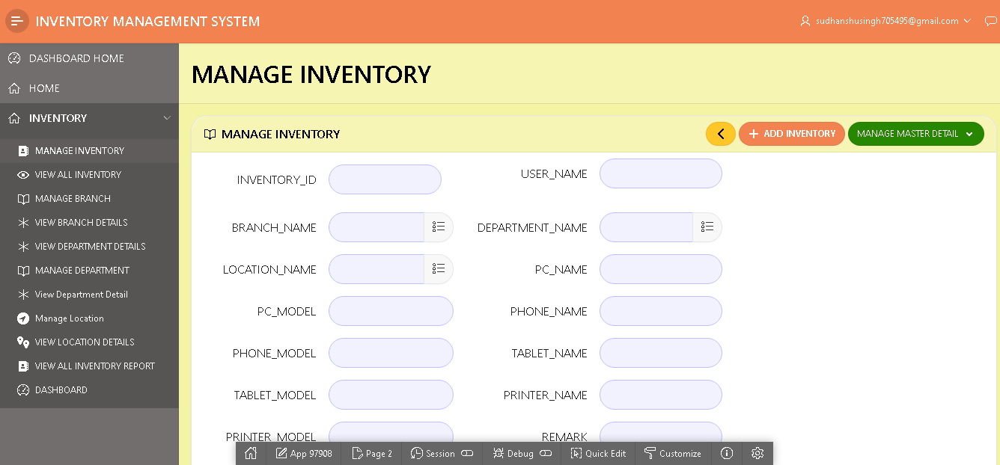 INVENTORY MANAGEMENT SYSTEM
sudhanshusingh705495@gmail.com
DASHBOARD HOME
HOME
INVENTORY
MANAGE INVENTORY
VIEW ALL INVENTORY
MANAGE BRANCH
VIEW BRANCH DETAILS
VIEW DEPARTMENT DETAILS
MANAGE DEPARTMENT
View Department Detail
Manage Location
VIEW LOCATION DETAILS
VIEW ALL INVENTORY REPORT
DASHBOARD
MANAGE INVENTORY
MANAGE INVENTORY
ADD INVENTORY
MANAGE MASTER DETAIL
INVENTORY_ID
USER_NAME
BRANCH_NAME
DEPARTMENT_NAME
LOCATION_NAME
PC_NAME
PC_MODEL
PHONE_NAME
PHONE_MODEL
TABLET_NAME
TABLET_MODEL
PRINTER_NAME
PRINTER_MODEL
REMARK
App 97908
Page 2
Session
Debug
Quick Edit
Customize